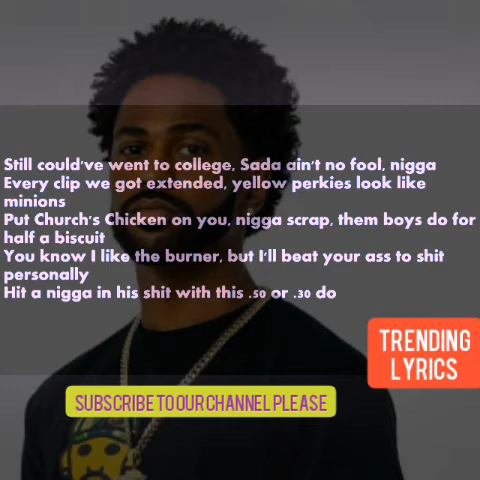 Still could've went to college, Sada ain't no fool, nigga
Every clip we got extended, yellow perkies look like
minions
Put Church's Chicken on you, nigga scrap, them boys do for
half a biscuit
You know I like the burner, but I'll beat your ass to shit
personally
Hit a nigga in his shit with this .50 or .30 do
TRENDING
LYRICS
SUBSCRIBE TO OUR CHANNEL PLEASE